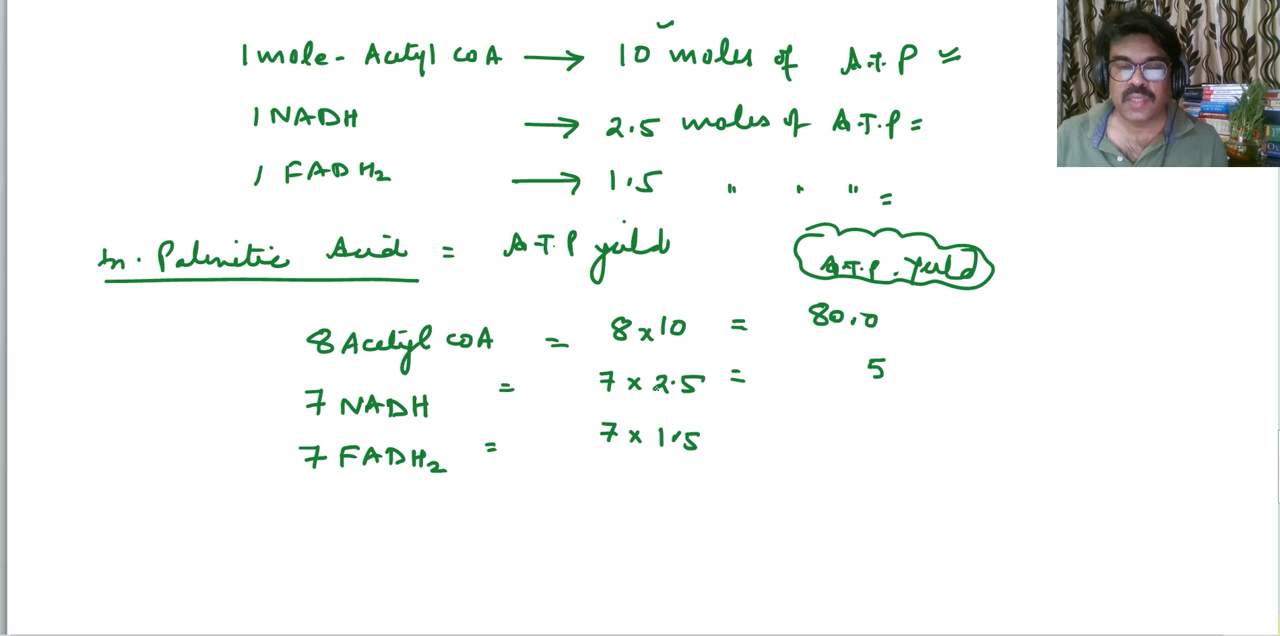 1 mole - Acetyl CoA → 10 moles of A.T.P =
1 NADH → 2.5 moles of A.T.P =
1 FADH2 → 1.5 " " " =
In. Palmitic Acid = A.T.P yield
A.T.P. Yield
8 Acetyl CoA = 8 x 10 = 80.0
7 NADH = 7 x 2.5 = 5
7 FADH2 = 7 x 1.5